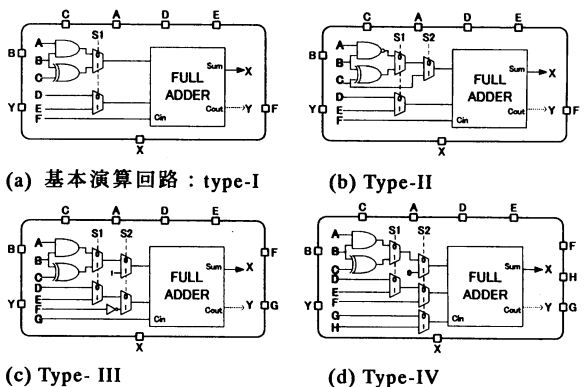 C A D E
B
A
B
C
S1
D
E
F
FULL
ADDER
Sum
Cout
Cin
X
Y
Y
F
X
(a) 基本演算回路：type-I
C A D E
B
A
B
C
S1 S2
D
E
F
FULL
ADDER
Sum
Cout
Cin
X
Y
Y
F
X
(b) Type-II
C A D E
B
A
B
C
S1 S2
D
E
F
G
FULL
ADDER
Sum
Cout
Cin
X
Y
Y
F
G
X
(c) Type- III
C A D E
B
A
B
C
S1 S2
D
E
F
G
H
FULL
ADDER
Sum
Cout
Cin
X
Y
Y
F
H
G
X
(d) Type-IV